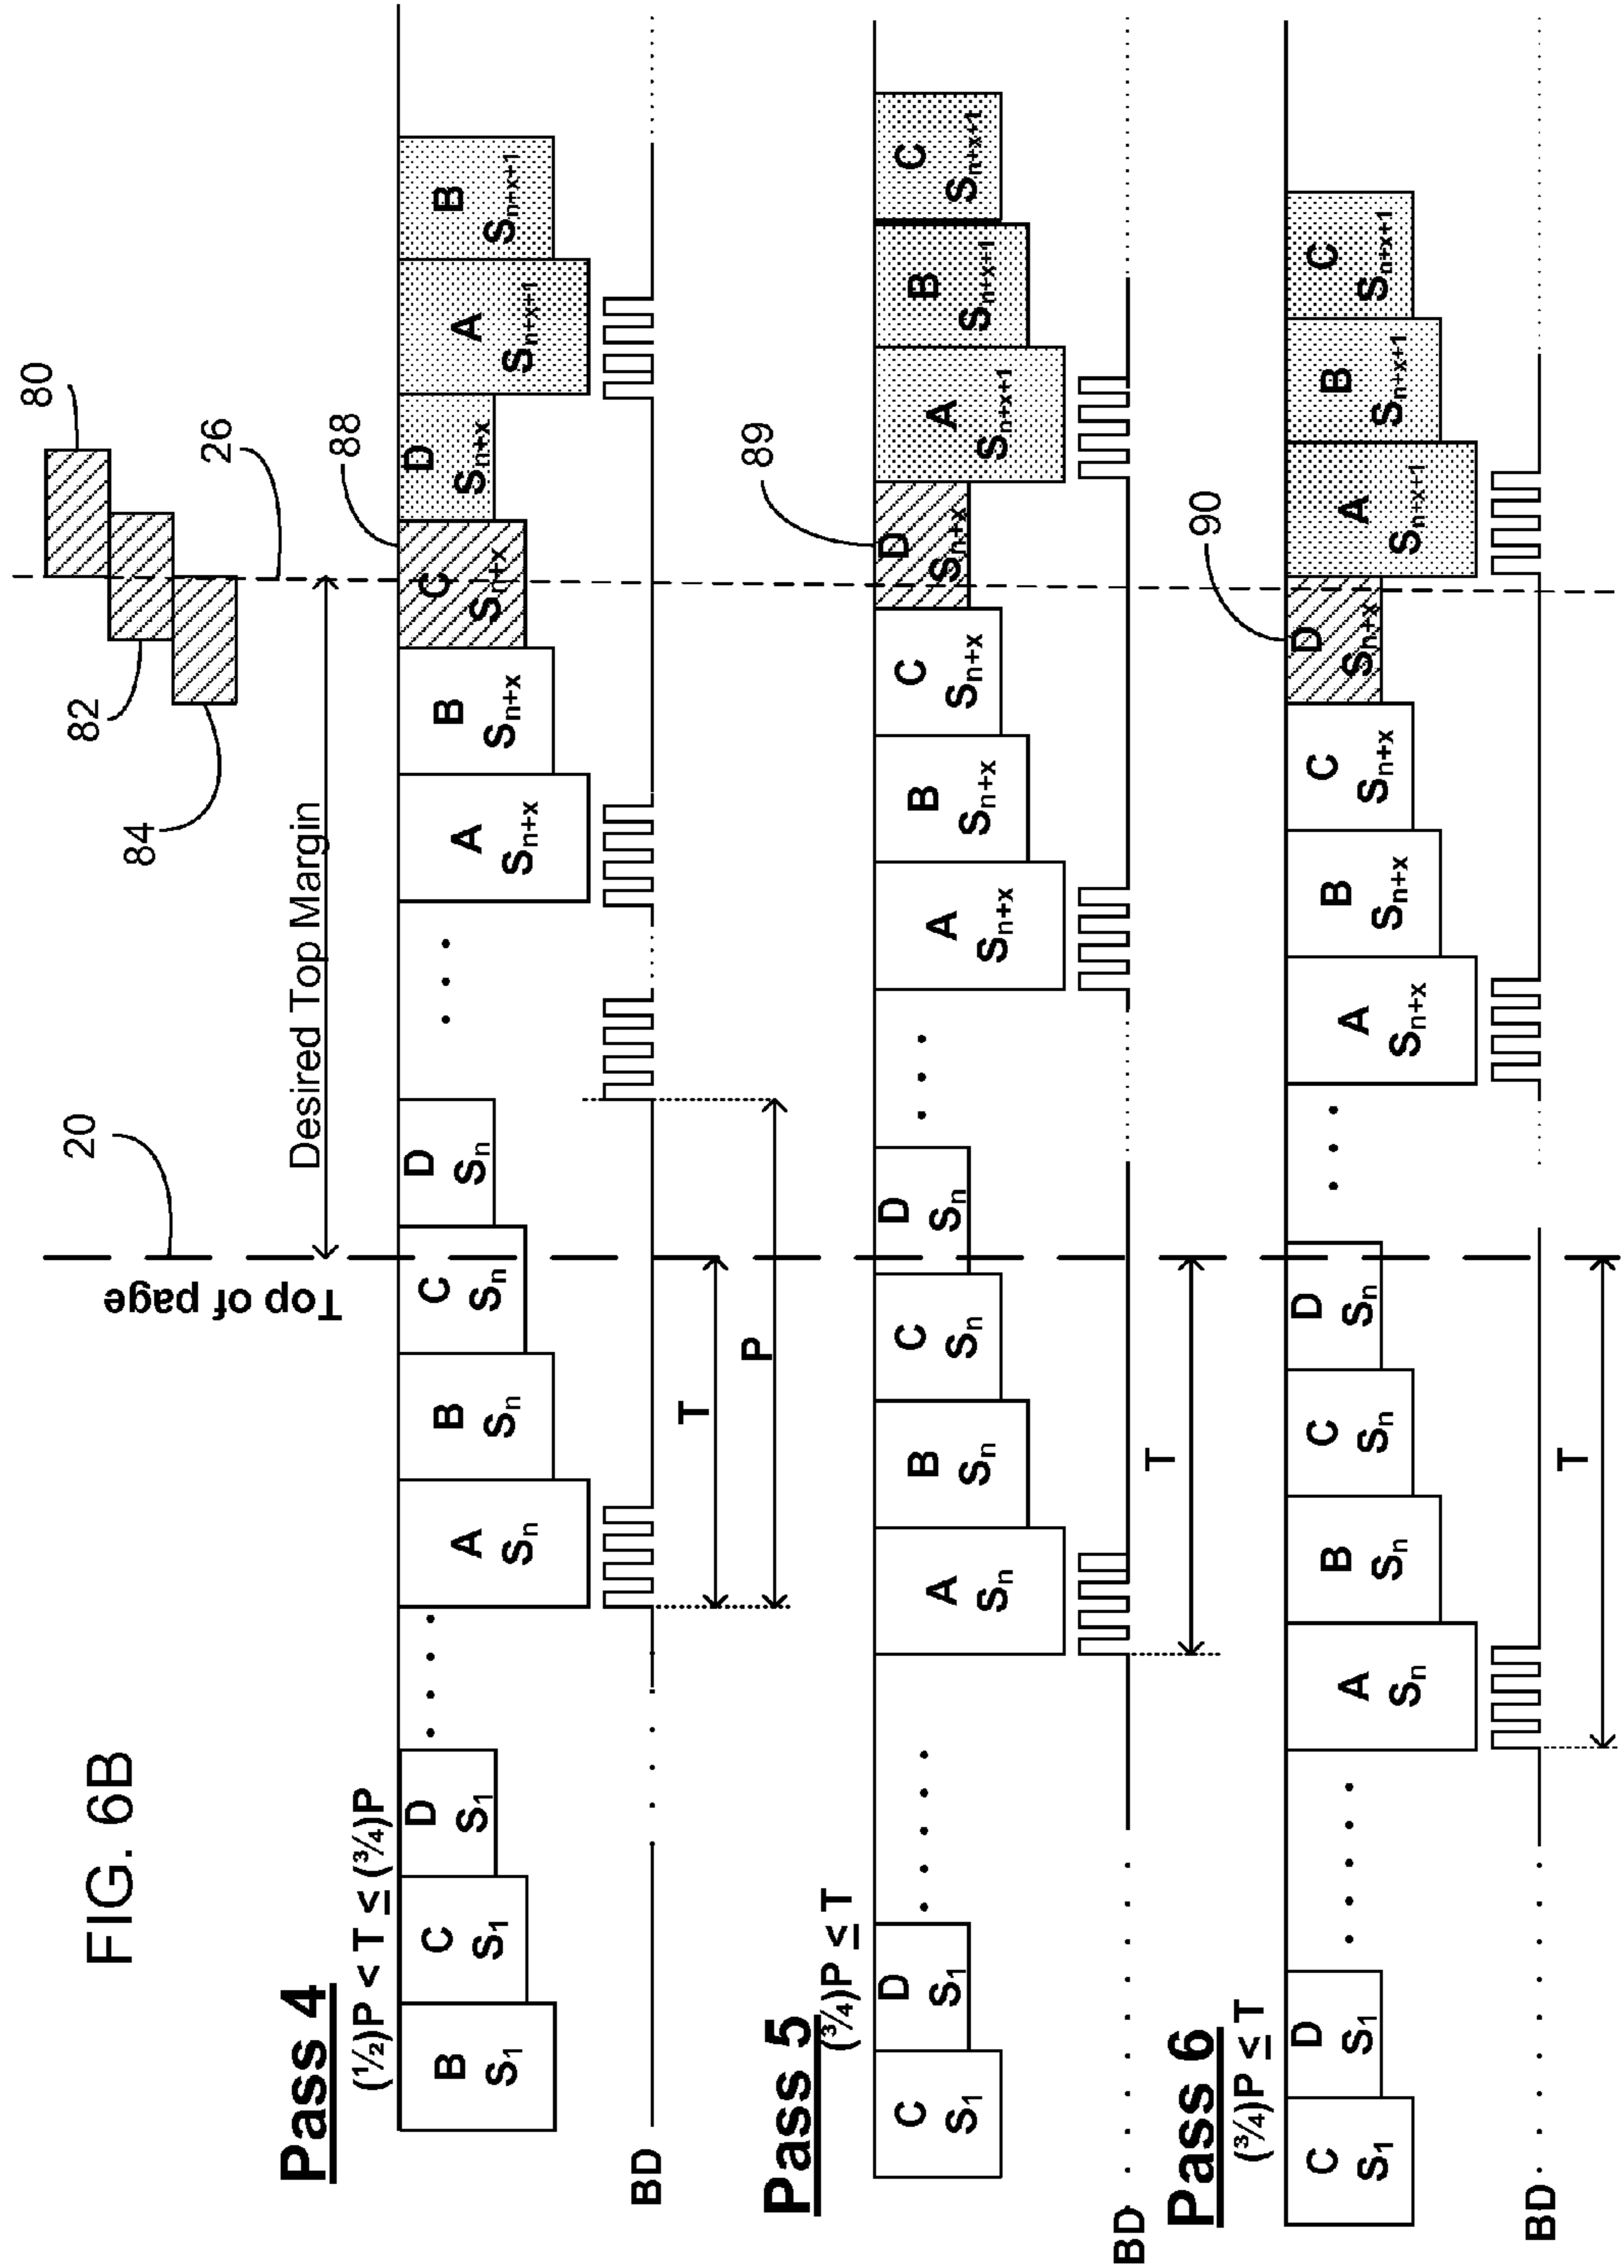 FIG. 6B
Top of page
20
Desired Top Margin
84
82
80
26
88
Pass 4
(½)P < T ≤ (¾)P
B S1
C S1
D S1
A Sn
B Sn
C Sn
D Sn
A Sn+x
B Sn+x
C Sn+x
D Sn+x
A Sn+x+1
B Sn+x+1
BD
T
P
Pass 5
(¾)P ≤ T
89
C S1
D S1
A Sn
B Sn
C Sn
D Sn
A Sn+x
B Sn+x
C Sn+x
D Sn+x
A Sn+x+1
B Sn+x+1
C Sn+x+1
BD
T
Pass 6
(¾)P ≤ T
90
C S1
D S1
A Sn
B Sn
C Sn
D Sn
A Sn+x
B Sn+x
C Sn+x
D Sn+x
A Sn+x+1
B Sn+x+1
C Sn+x+1
BD
T